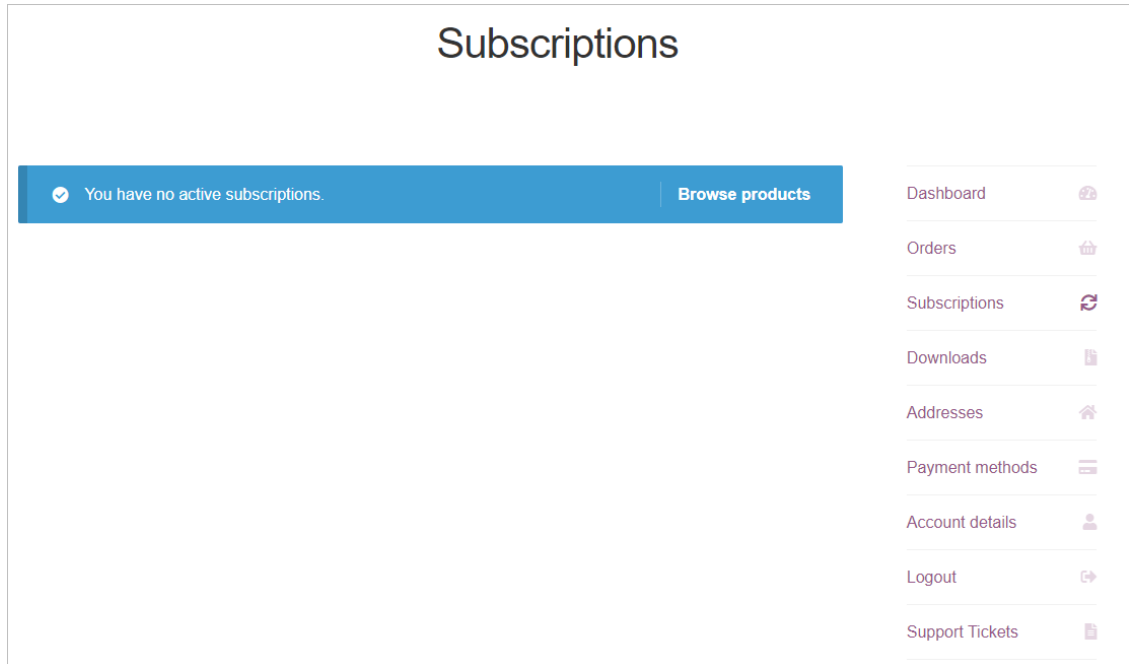 Subscriptions
You have no active subscriptions.
Browse products
Dashboard
Orders
Subscriptions
Downloads
Addresses
Payment methods
Account details
Logout
Support Tickets